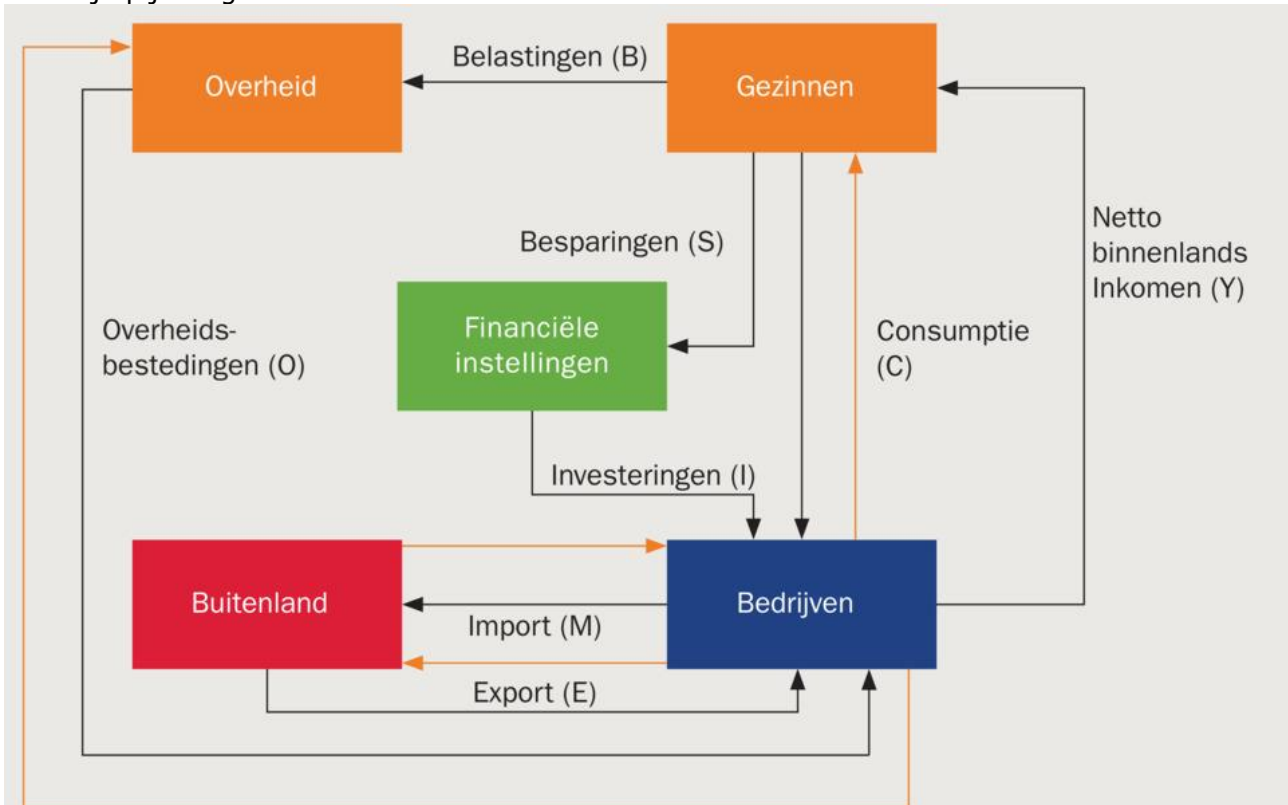 Overheid
Belastingen (B)
Gezinnen
Besparingen (S)
Netto
binnenlands
Inkomen (Y)
Overheids-
bestedingen (O)
Financiële
instellingen
Consumptie
(C)
Investeringen (I)
Buitenland
Import (M)
Bedrijven
Export (E)